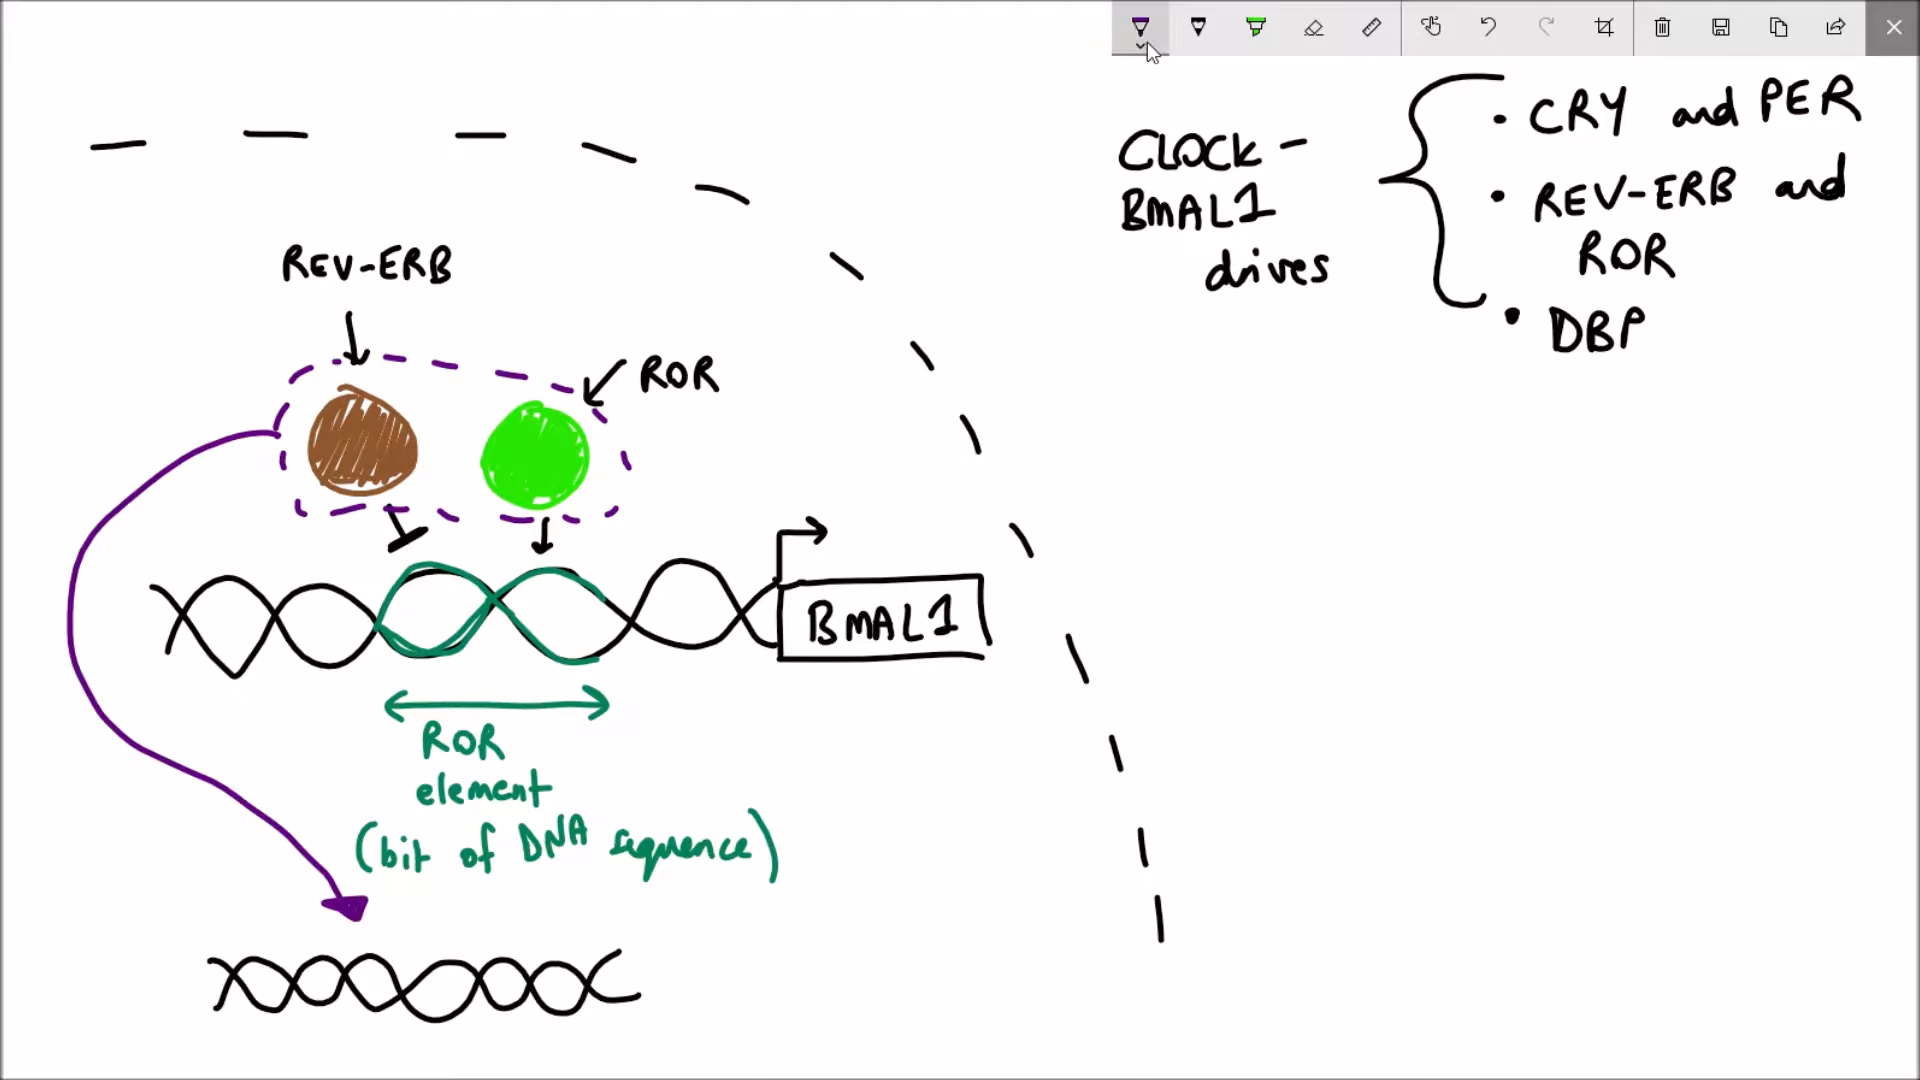 CLOCK-
BMAL1
drives
• CRY and PER
• REV-ERB and
ROR
• DBP
REV-ERB
ROR
BMAL1
ROR
element
(bit of DNA sequence)